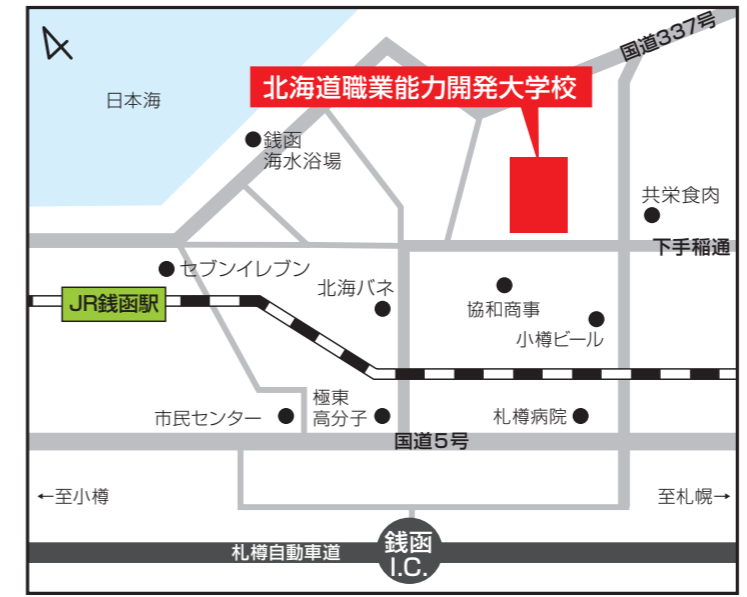 国道337号
北海道職業能力開発大学校
日本海
銭函
海水浴場
共栄食肉
下手稲通
セブンイレブン
北海バネ
JR銭函駅
協和商事
小樽ビール
極東
高分子
市民センター
札樽病院
国道5号
←至小樽
至札幌→
札樽自動車道
銭函
I.C.